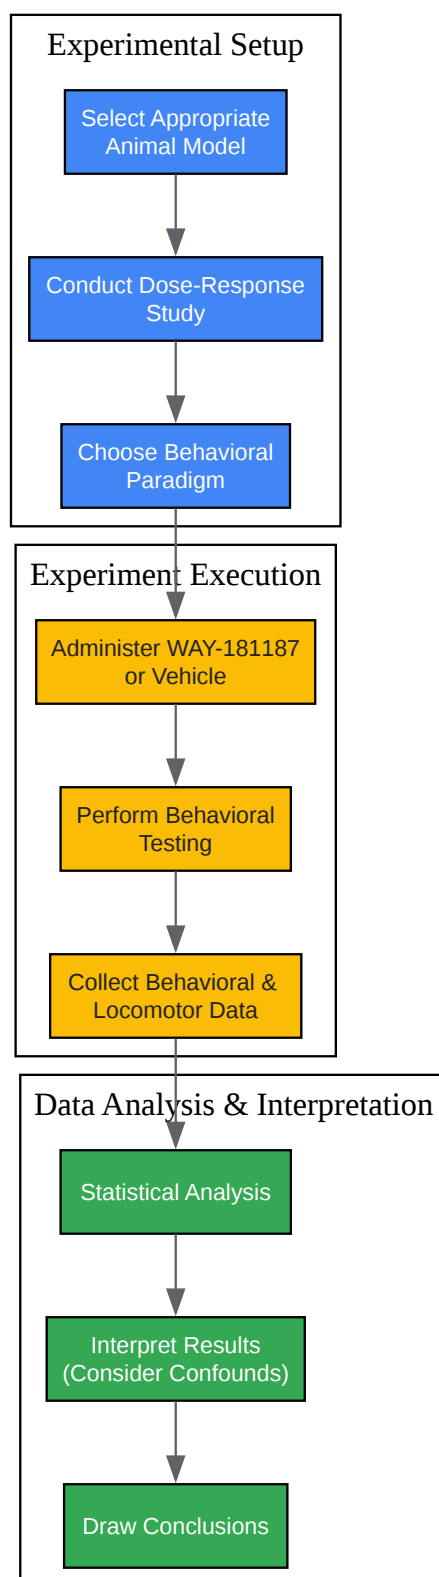 Experimental Setup
Select Appropriate
Animal Model
Conduct Dose-Response
Study
Choose Behavioral
Paradigm
Experiment Execution
Administer WAY-181187
or Vehicle
Perform Behavioral
Testing
Collect Behavioral &
Locomotor Data
Data Analysis & Interpretation
Statistical Analysis
Interpret Results
(Consider Confounds)
Draw Conclusions